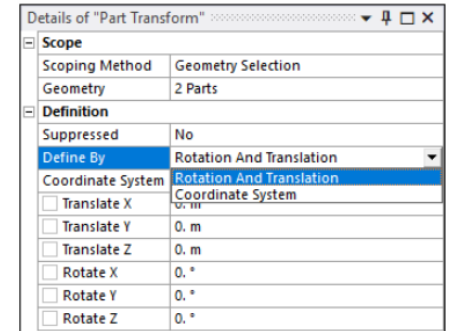 Details of "Part Transform"
Scope
Scoping Method Geometry Selection
Geometry 2 Parts
Definition
Suppressed No
Define By Rotation And Translation
Coordinate System Rotation And Translation
Coordinate System
Translate X 0. m
Translate Y 0. m
Translate Z 0. m
Rotate X 0. °
Rotate Y 0. °
Rotate Z 0. °